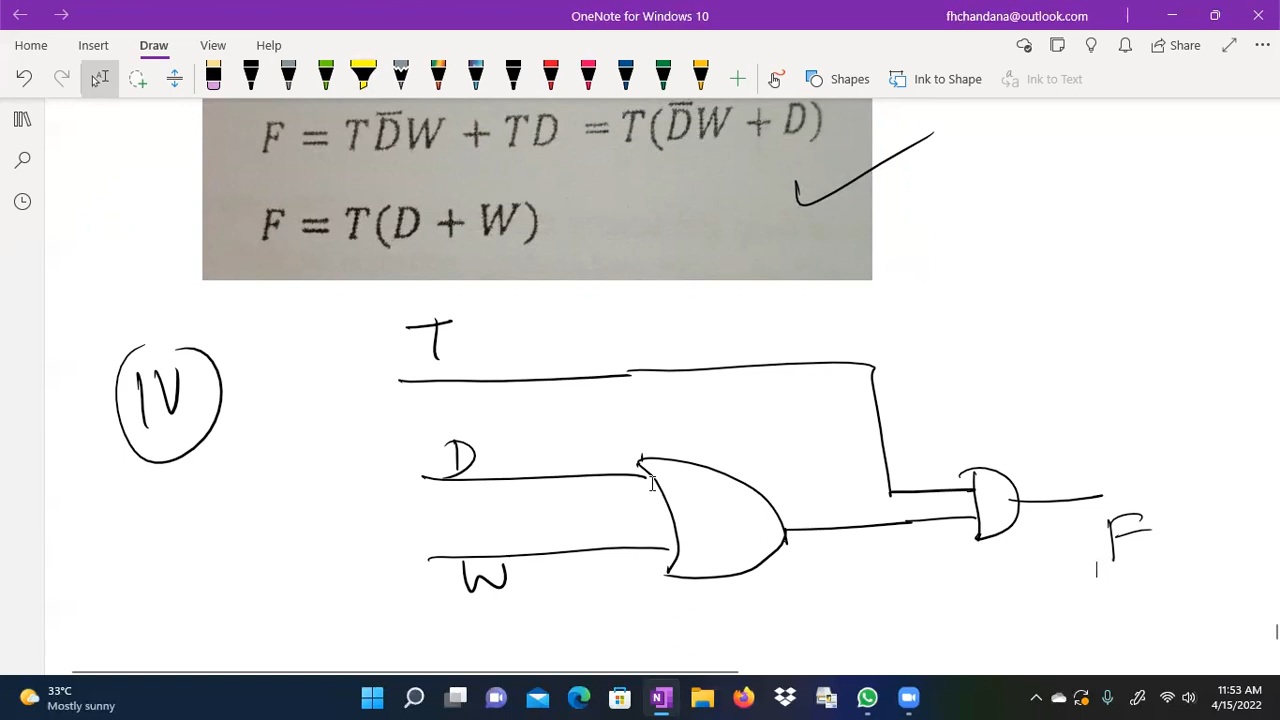 OneNote for Windows 10
fhchandana@outlook.com
Home Insert Draw View Help
Share
Shapes
Ink to Shape
Ink to Text
F = TD̅W + TD = T(D̅W + D)
F = T(D + W)
IV
T
D
W
F
33°C
Mostly sunny
11:53 AM
4/15/2022